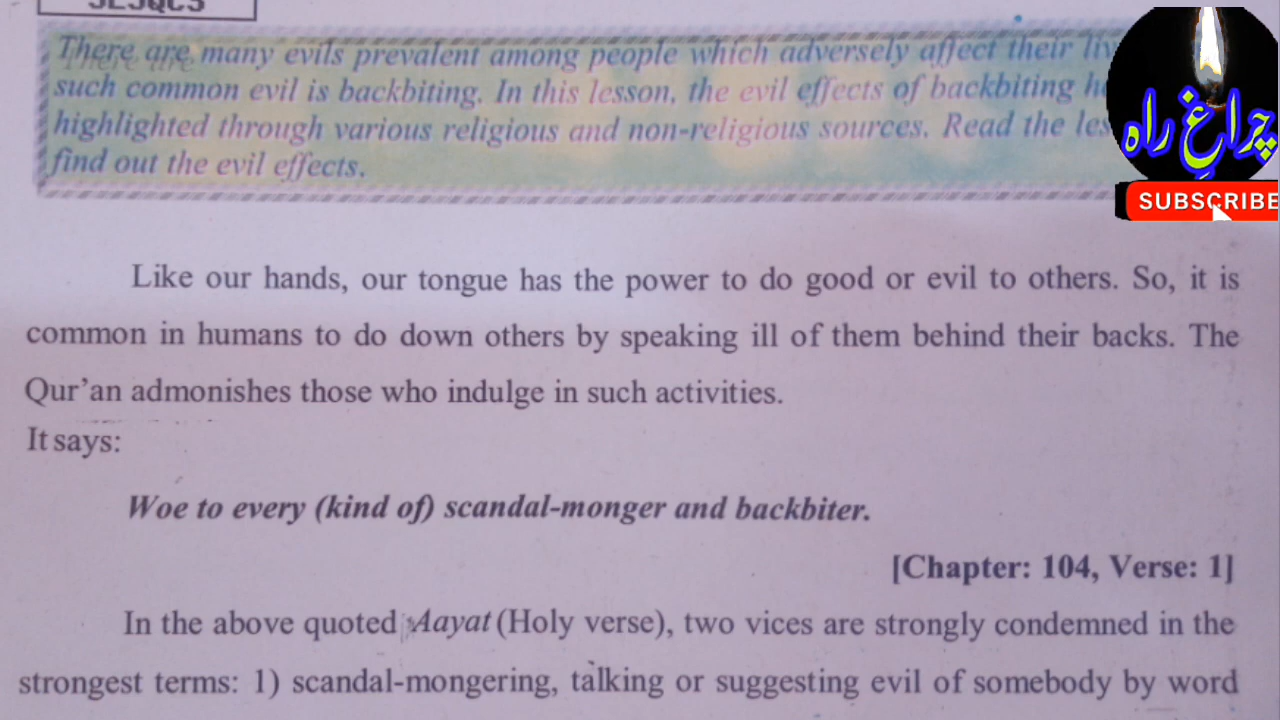 SL5QC5
There are many evils prevalent among people which adversely affect their
such common evil is backbiting. In this lesson, the evil effects of backbiting
highlighted through various religious and non-religious sources. Read the
find out the evil effects.
چراغِ راہ
SUBSCRIBE
Like our hands, our tongue has the power to do good or evil to others. So, it is
common in humans to do down others by speaking ill of them behind their backs. The
Qur'an admonishes those who indulge in such activities.
It says:
Woe to every (kind of) scandal-monger and backbiter.
[Chapter: 104, Verse: 1]
In the above quoted Aayat (Holy verse), two vices are strongly condemned in the
strongest terms: 1) scandal-mongering, talking or suggesting evil of somebody by word